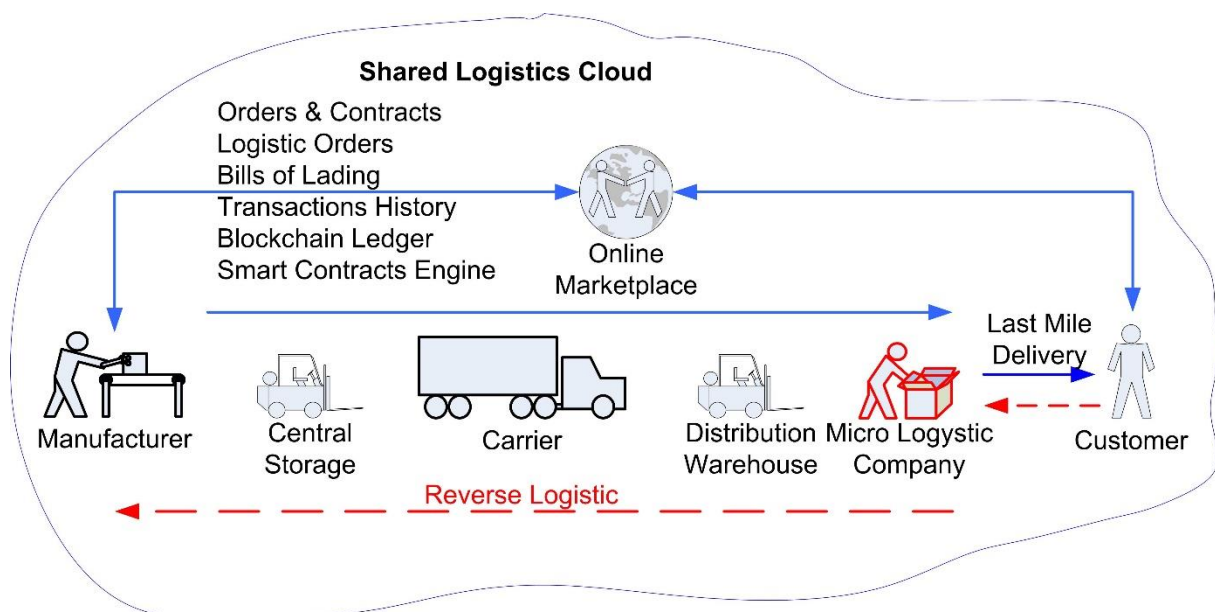 Shared Logistics Cloud
Orders & Contracts
Logistic Orders
Bills of Lading
Transactions History
Blockchain Ledger
Smart Contracts Engine
Online
Marketplace
Last Mile
Delivery
Manufacturer
Central
Storage
Carrier
Distribution
Warehouse
Micro Logystic
Company
Customer
Reverse Logistic